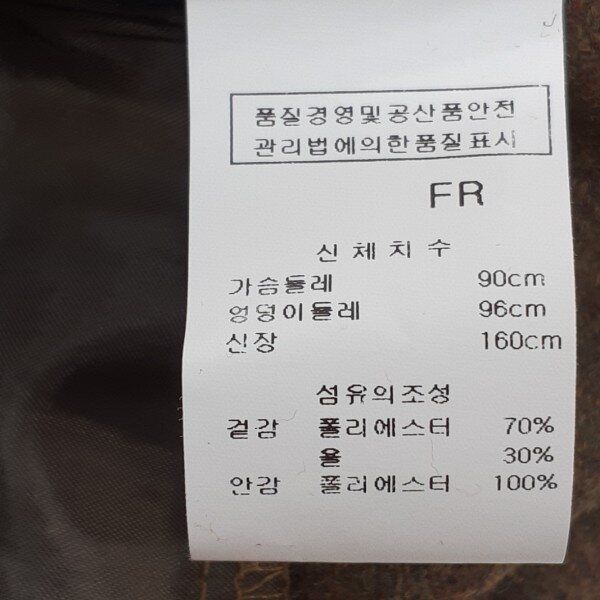 품질경영및공산품안전
관리법에의한품질표시
FR
신체치수
가슴둘레 90cm
엉덩이둘레 96cm
신장 160cm
섬유의조성
겉감 폴리에스터 70%
울 30%
안감 폴리에스터 100%